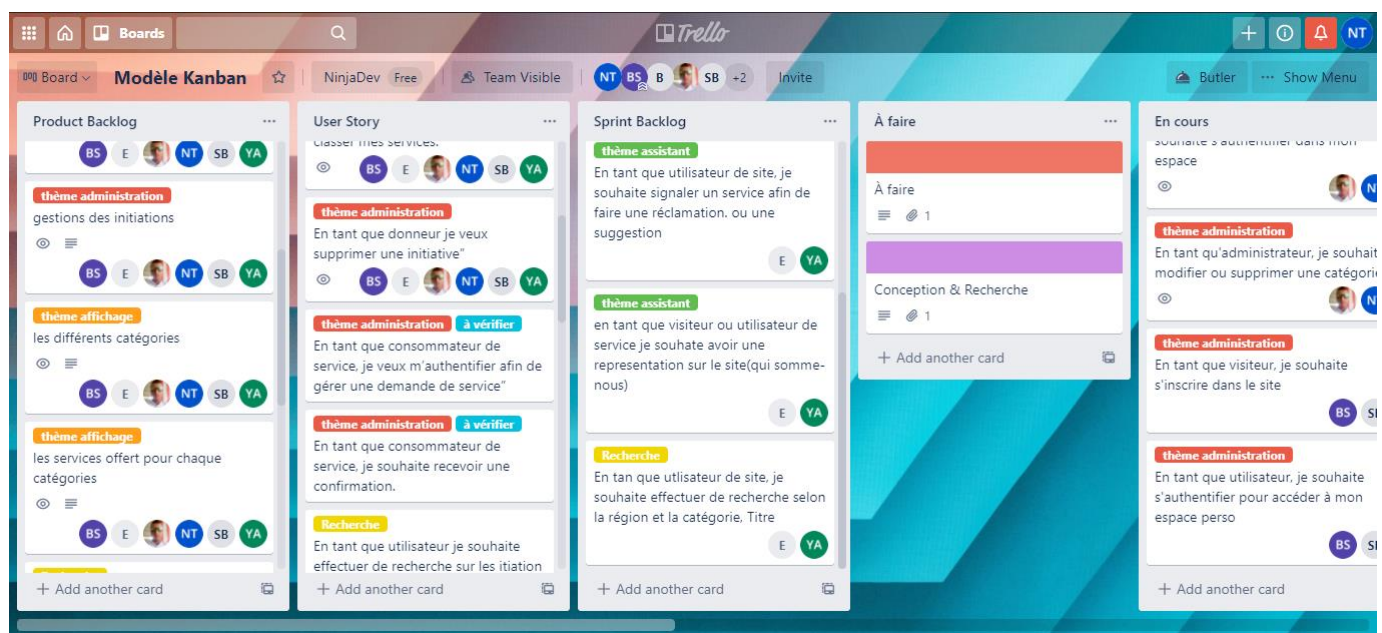 Boards
Trello
NT
Board
Modèle Kanban
NinjaDev Free
Team Visible
NT BS B SB +2
Invite
Butler
... Show Menu
Product Backlog
BS E NT SB YA
thème administration
gestions des initiations
BS E NT SB YA
thème affichage
les différents catégories
BS E NT SB YA
thème affichage
les services offert pour chaque
catégories
BS E NT SB YA
+ Add another card
User Story
classer mes services.
BS E NT SB YA
thème administration
En tant que donneur je veux
supprimer une initiative"
BS E NT SB YA
thème administration à vérifier
En tant que consommateur de
service, je veux m'authentifier afin de
gérer une demande de service"
thème administration à vérifier
En tant que consommateur de
service, je souhaite recevoir une
confirmation.
Recherche
En tant que utilisateur je souhaite
effectuer de recherche sur les itiation
+ Add another card
Sprint Backlog
thème assistant
En tant que utilisateur de site, je
souhaite signaler un service afin de
faire une réclamation. ou une
suggestion
E YA
thème assistant
en tant que visiteur ou utilisateur de
service je souhate avoir une
representation sur le site(qui somme-
nous)
E YA
Recherche
En tan que utlisateur de site, je
souhaite effectuer de recherche selon
la région et la catégorie, Titre
E YA
+ Add another card
À faire
À faire
1
Conception & Recherche
1
+ Add another card
En cours
souhaite s'authentifier dans mon
espace
thème administration
En tant qu'administrateur, je souhait
modifier ou supprimer une catégorie
thème administration
En tant que visiteur, je souhaite
s'inscrire dans le site
BS
thème administration
En tant que utilisateur, je souhaite
s'authentifier pour accéder à mon
espace perso
BS
+ Add another card